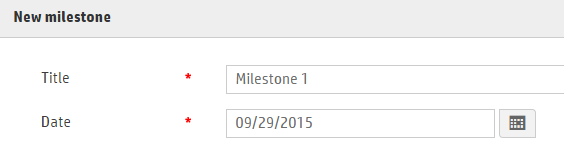 New milestone
Title * Milestone 1
Date * 09/29/2015